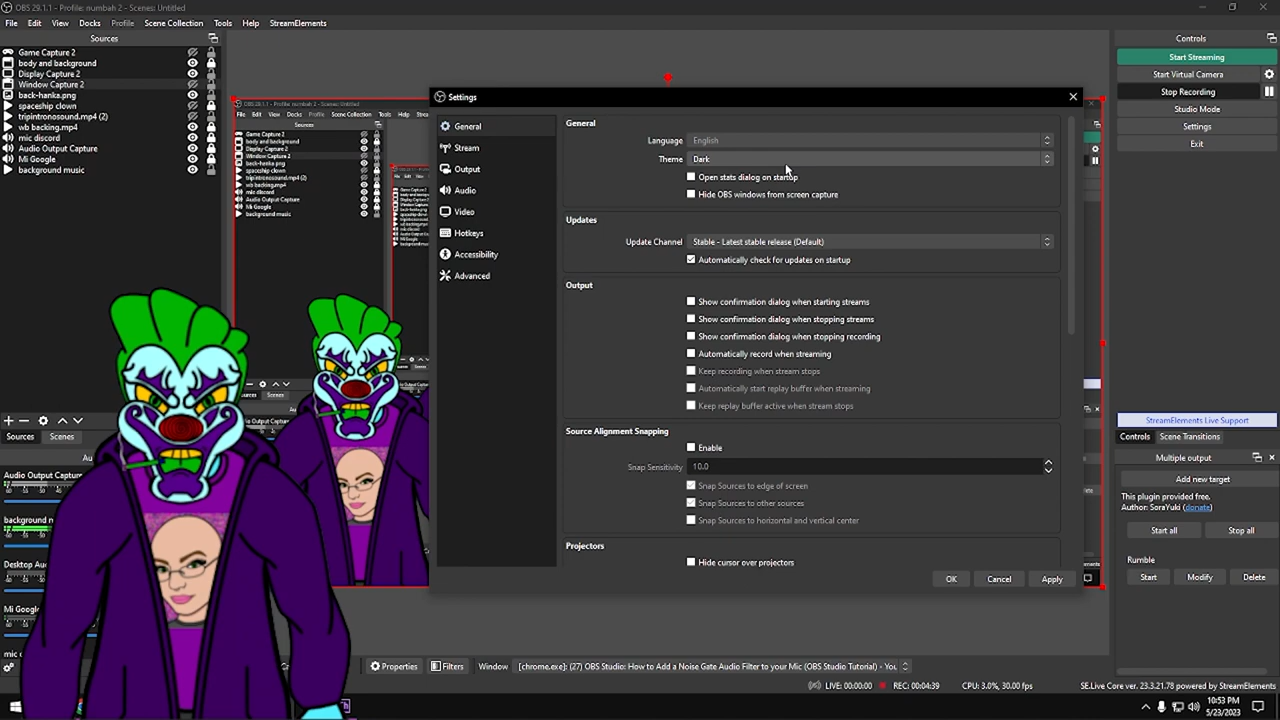 OBS 29.1.1 - Profile: numbah 2 - Scenes: Untitled
File Edit View Docks Profile Scene Collection Tools Help StreamElements
Sources
Game Capture 2
body and background
Display Capture 2
Window Capture 2
back-hanka.png
spaceship clown
tripintronosound.mp4 (2)
wb backing.mp4
mic discord
Audio Output Capture
Mi Google
background music
Sources Scenes
Audio Output Captur
background m
Desktop Audio
Mi Google
mic d
Settings
General
Stream
Output
Audio
Video
Hotkeys
Accessibility
Advanced
General
Language English
Theme Dark
Open stats dialog on startup
Hide OBS windows from screen capture
Updates
Update Channel Stable - Latest stable release (Default)
Automatically check for updates on startup
Output
Show confirmation dialog when starting streams
Show confirmation dialog when stopping streams
Show confirmation dialog when stopping recording
Automatically record when streaming
Keep recording when stream stops
Automatically start replay buffer when streaming
Keep replay buffer active when stream stops
Source Alignment Snapping
Enable
Snap Sensitivity 10.0
Snap Sources to edge of screen
Snap Sources to other sources
Snap Sources to horizontal and vertical center
Projectors
Hide cursor over projectors
OK Cancel Apply
Controls
Start Streaming
Start Virtual Camera
Stop Recording
Studio Mode
Settings
Exit
StreamElements Live Support
Controls Scene Transitions
Multiple output
Add new target
This plugin provided free.
Author: SoraYuki (donate)
Start all Stop all
Rumble
Start Modify Delete
Properties Filters Window [chrome.exe]: (27) OBS Studio: How to Add a Noise Gate Audio Filter to your Mic (OBS Studio Tutorial) - You
LIVE: 00:00:00 REC: 00:04:39 CPU: 3.0%, 30.00 fps SE.Live Core ver. 23.3.21.78 powered by StreamElements
10:53 PM
5/23/2023